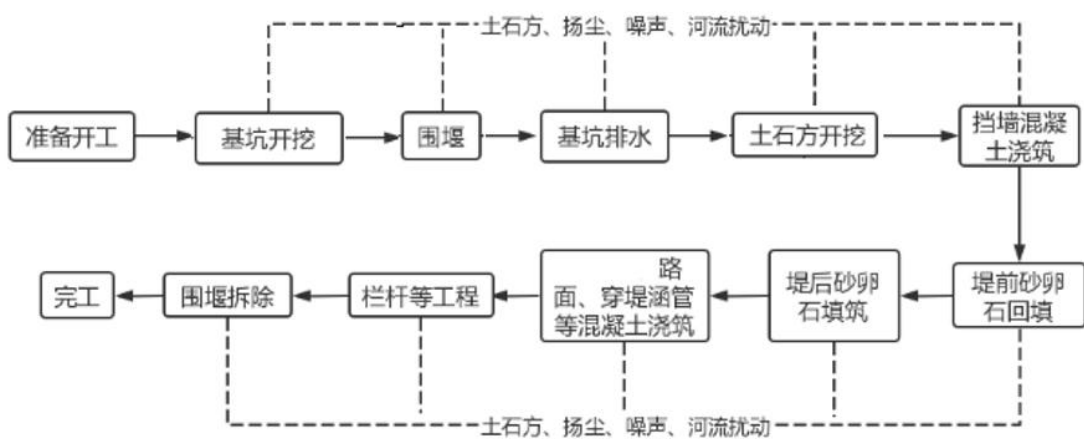 土石方、扬尘、噪声、河流扰动
准备开工
基坑开挖
围堰
基坑排水
土石方开挖
挡墙混凝
土浇筑
完工
围堰拆除
栏杆等工程
路
面、穿堤涵管
等混凝土浇筑
堤后砂卵
石填筑
堤前砂卵
石回填
土石方、扬尘、噪声、河流扰动